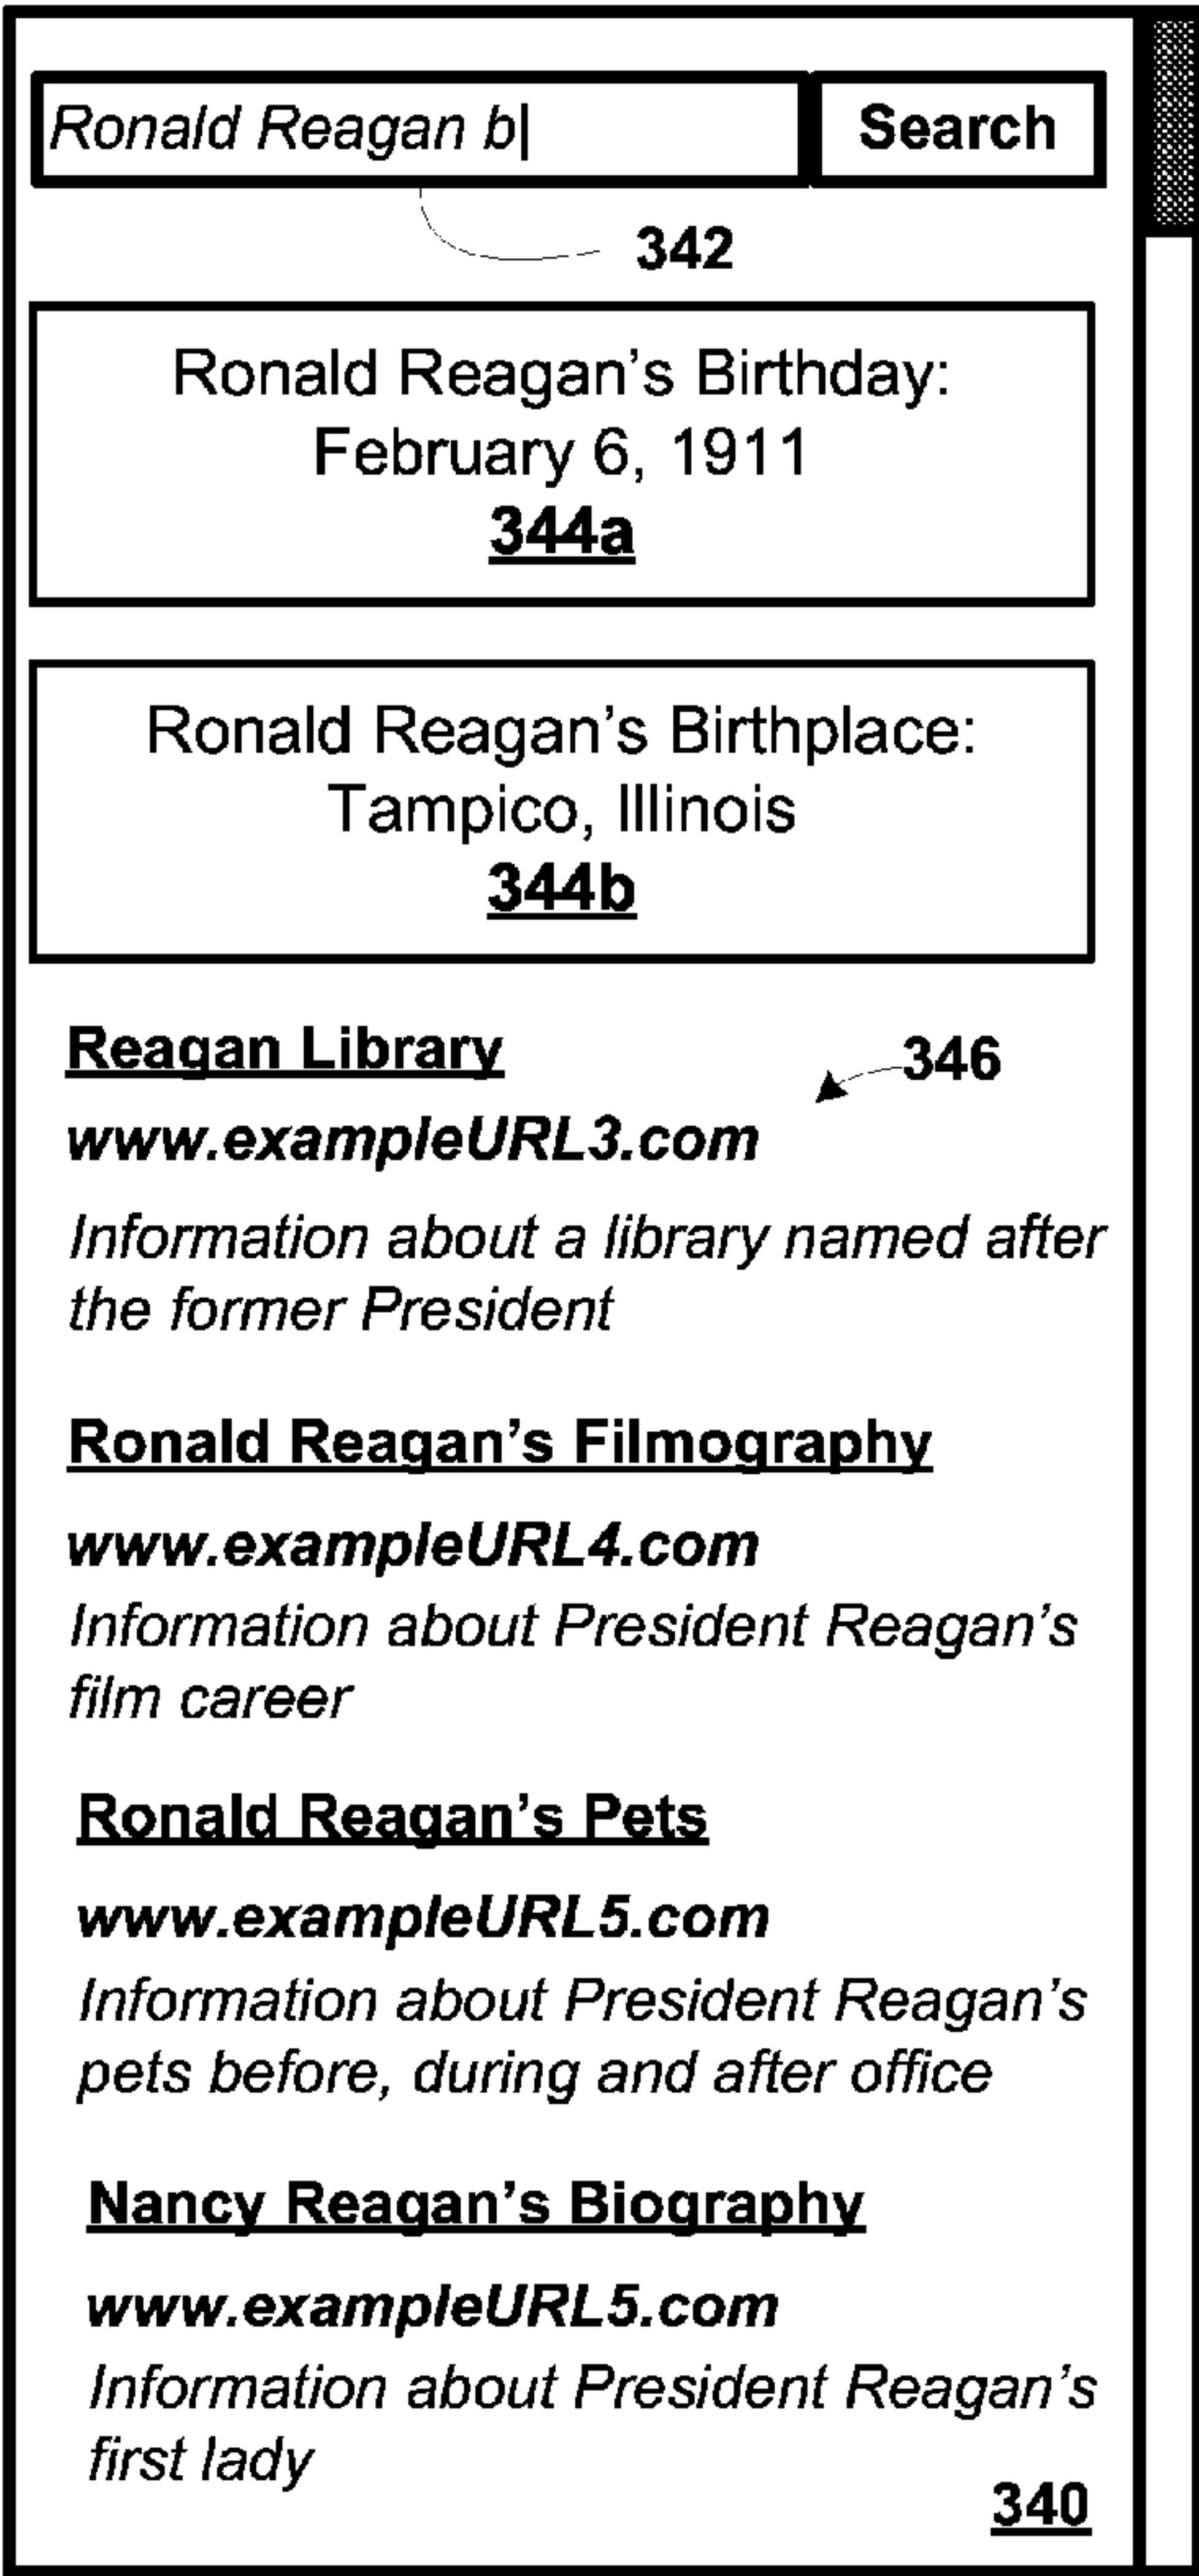 Ronald Reagan b|
Search
342
Ronald Reagan's Birthday:
February 6, 1911
344a
Ronald Reagan's Birthplace:
Tampico, Illinois
344b
Reagan Library
346
www.exampleURL3.com
Information about a library named after
the former President
Ronald Reagan's Filmography
www.exampleURL4.com
Information about President Reagan's
film career
Ronald Reagan's Pets
www.exampleURL5.com
Information about President Reagan's
pets before, during and after office
Nancy Reagan's Biography
www.exampleURL5.com
Information about President Reagan's
first lady
340